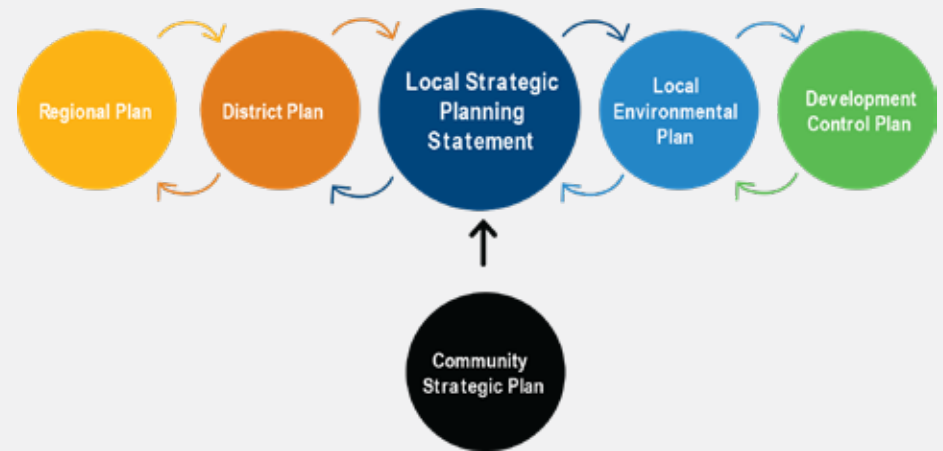 Regional Plan
District Plan
Local Strategic
Planning
Statement
Local
Environmental
Plan
Development
Control Plan
Community
Strategic Plan